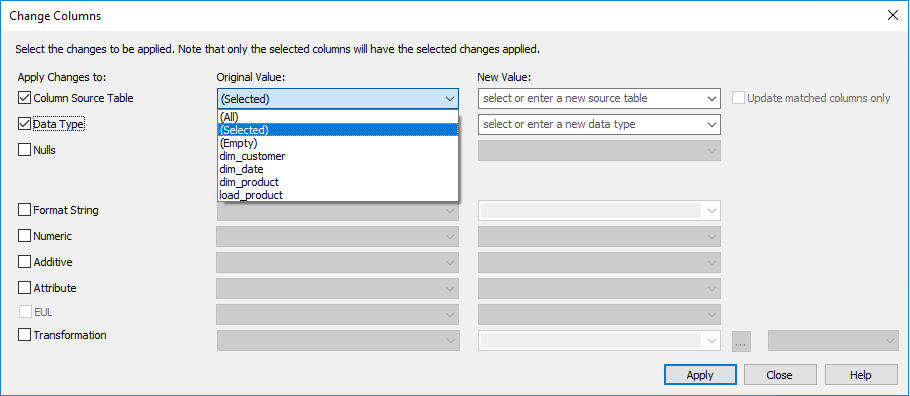 Change Columns
Select the changes to be applied. Note that only the selected columns will have the selected changes applied.
Apply Changes to: Original Value: New Value:
Column Source Table (Selected) select or enter a new source table Update matched columns only
Data Type (All) select or enter a new data type
(Selected)
(Empty)
Nulls dim_customer
dim_date
dim_product
load_product
Format String
Numeric
Additive
Attribute
EUL
Transformation ...
Apply Close Help